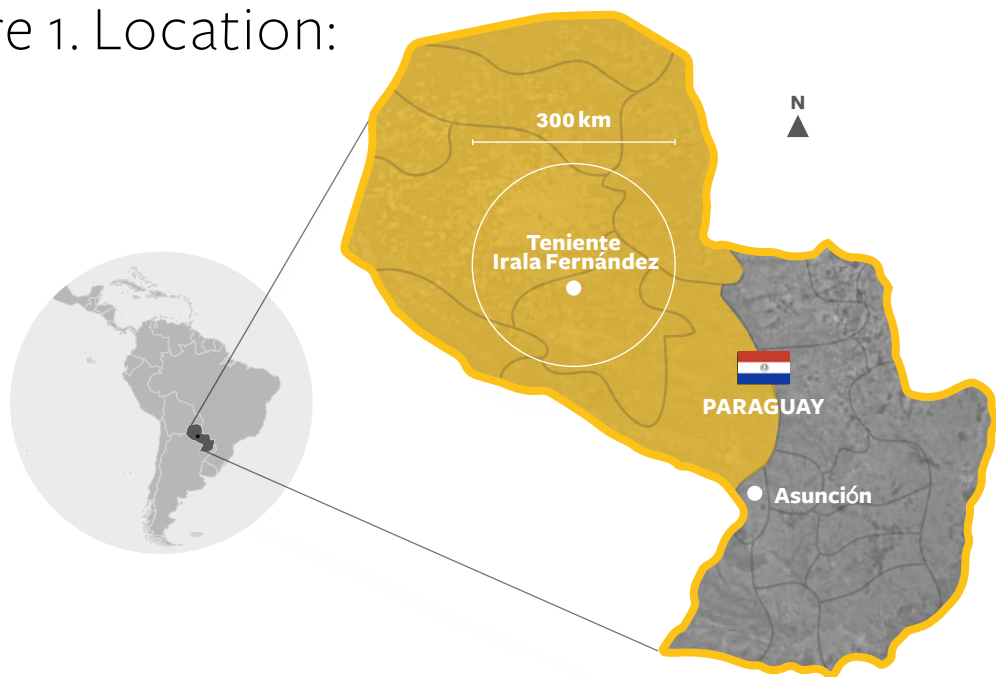 re 1. Location:
N
300 km
Teniente
Irala Fernández
PARAGUAY
Asunción